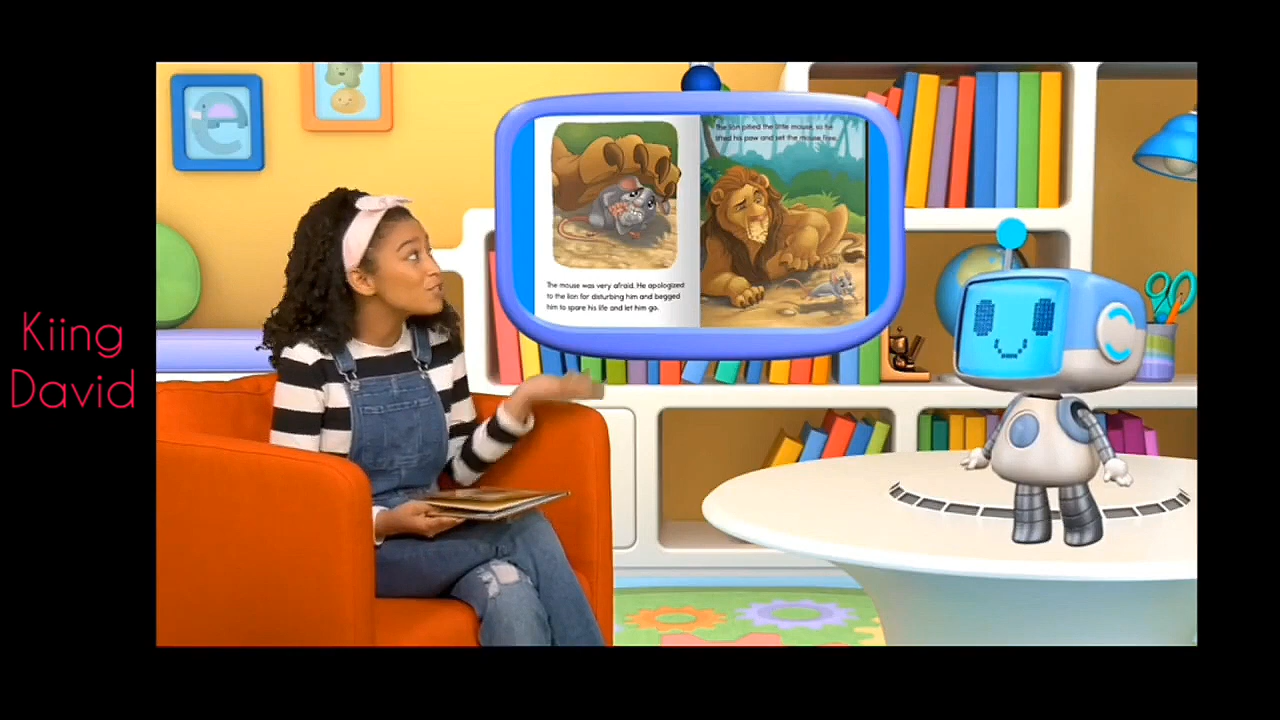 Kiing
David
The mouse was very afraid. He apologized
to the lion for disturbing him and begged
him to spare his life and let him go.
The lion pitied the little mouse, so he
lifted his paw and set the mouse free.